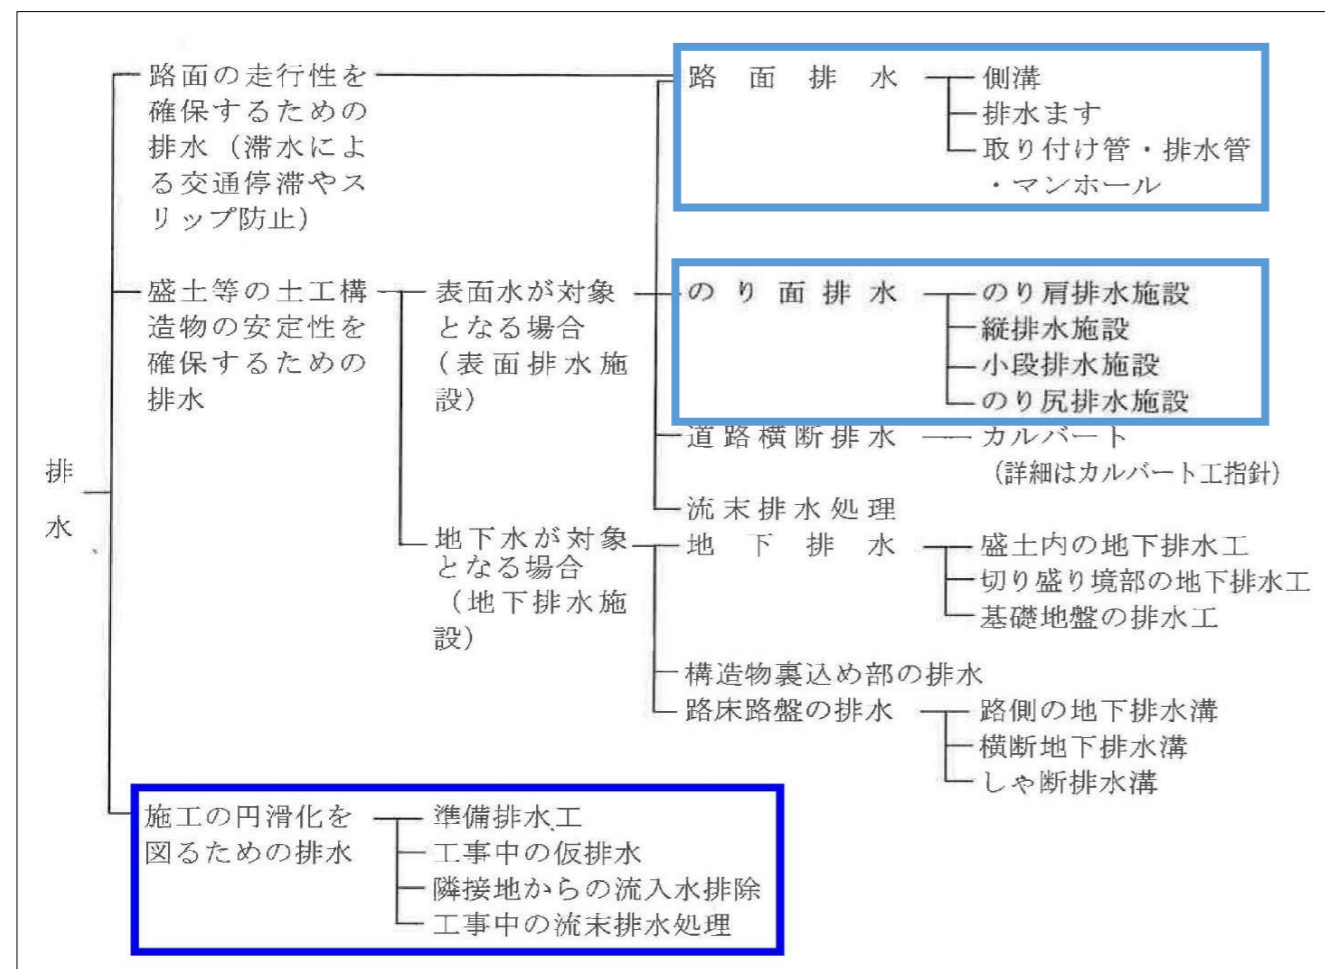 排
水
路面の走行性を
確保するための
排水（滞水によ
る交通停滞やス
リップ防止）
路面排水
側溝
排水ます
取り付け管・排水管
・マンホール
盛土等の土工構
造物の安定性を
確保するための
排水
表面水が対象
となる場合
（表面排水施
設）
のり面排水
のり肩排水施設
縦排水施設
小段排水施設
のり尻排水施設
道路横断排水
カルバート
（詳細はカルバート工指針）
流末排水処理
地下水が対象
となる場合
（地下排水施
設）
地下排水
盛土内の地下排水工
切り盛り境部の地下排水工
基礎地盤の排水工
構造物裏込め部の排水
路床路盤の排水
路側の地下排水溝
横断地下排水溝
しゃ断排水溝
施工の円滑化を
図るための排水
準備排水工
工事中の仮排水
隣接地からの流入水排除
工事中の流末排水処理